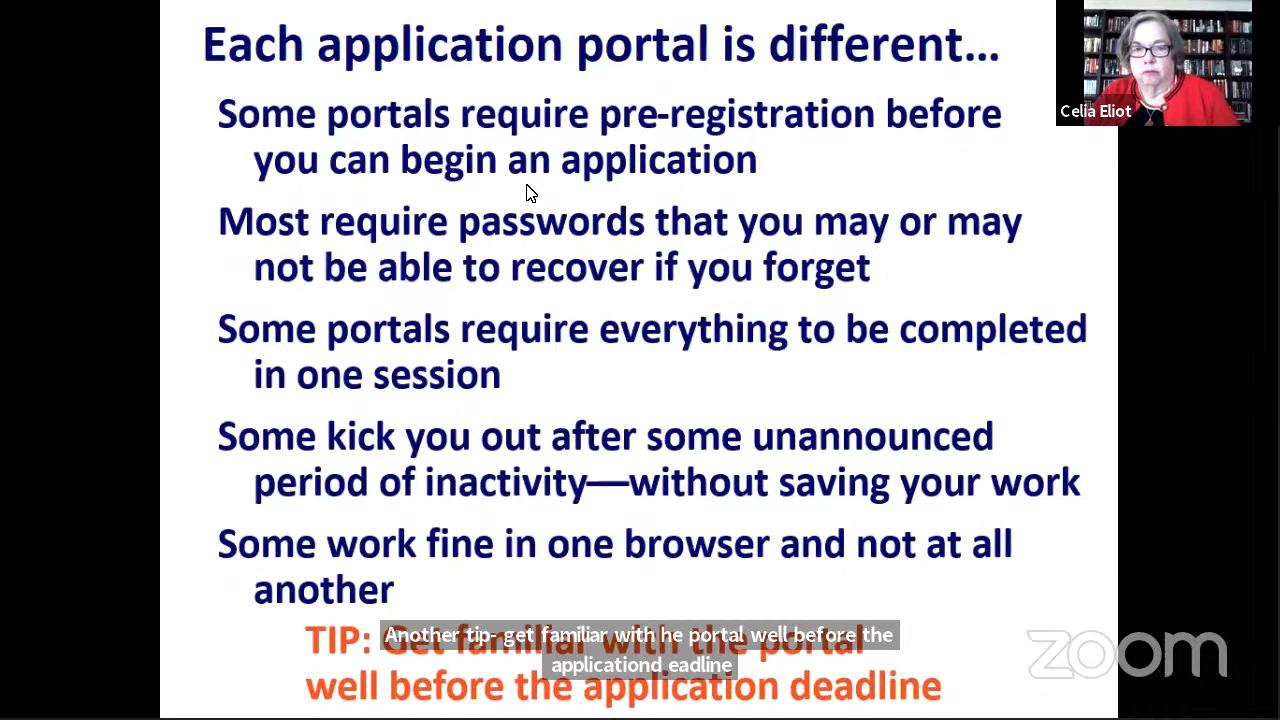 Each application portal is different...
Celia Eliot
Some portals require pre-registration before
you can begin an application
Most require passwords that you may or may
not be able to recover if you forget
Some portals require everything to be completed
in one session
Some kick you out after some unannounced
period of inactivity—without saving your work
Some work fine in one browser and not at all
another
TIP: Get familiar with the portal
well before the application deadline
Another tip- get familiar with he portal well before the
applicationd eadline
zoom